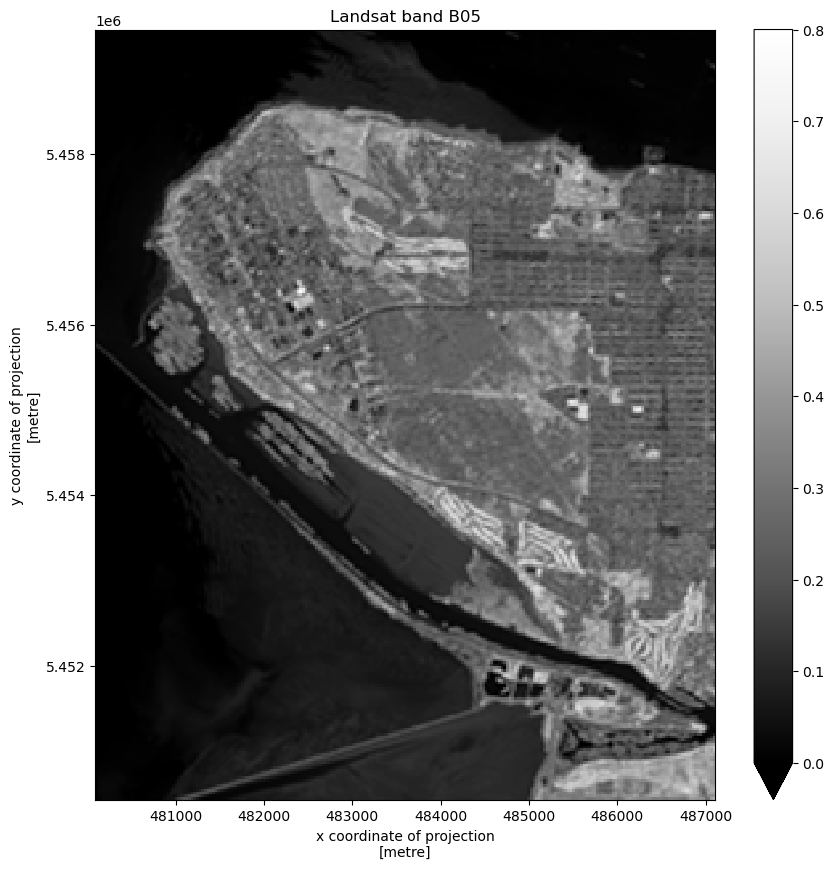 Landsat band B05
1e6
5.458
5.456
5.454
5.452
y coordinate of projection
[metre]
481000 482000 483000 484000 485000 486000 487000
x coordinate of projection
[metre]
0.8
0.7
0.6
0.5
0.4
0.3
0.2
0.1
0.0